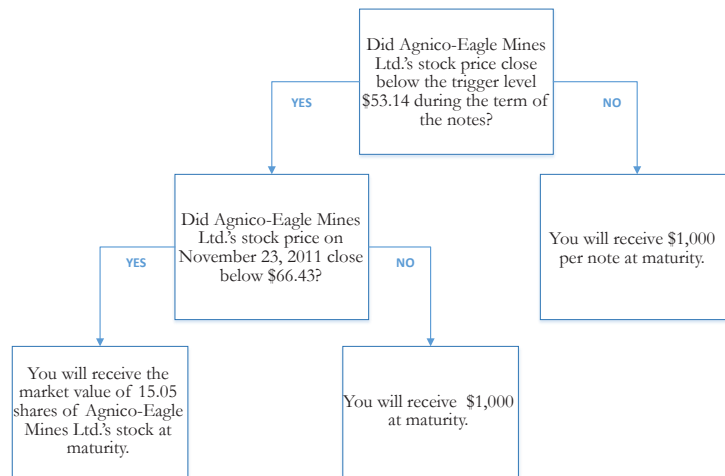 Did Agnico-Eagle Mines
Ltd.'s stock price close
below the trigger level
$53.14 during the term of
the notes?
YES
NO
Did Agnico-Eagle Mines
Ltd.'s stock price on
November 23, 2011 close
below $66.43?
You will receive $1,000
per note at maturity.
YES
NO
You will receive the
market value of 15.05
shares of Agnico-Eagle
Mines Ltd.'s stock at
maturity.
You will receive $1,000
at maturity.